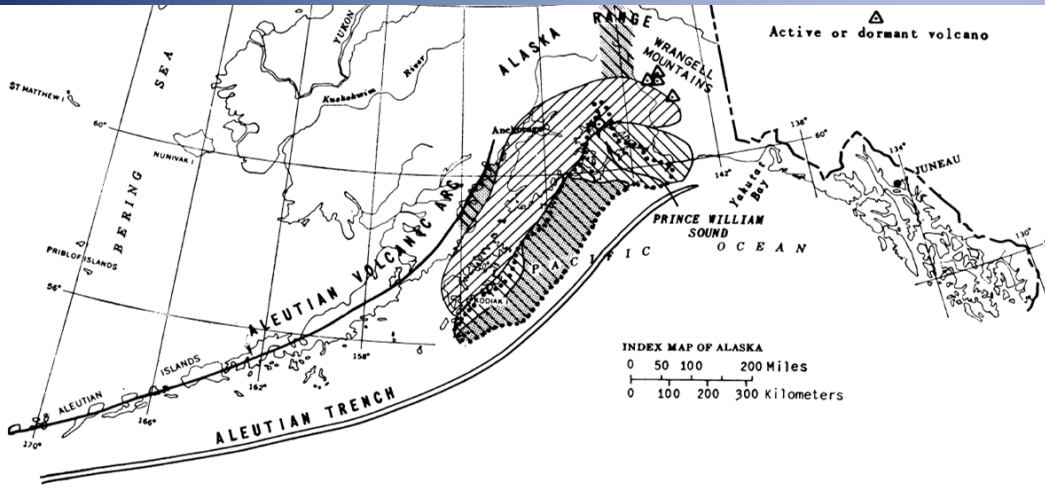 Active or dormant volcano
RANGE
ALASKA
WRANGELL
MOUNTAINS
YUKON
River
Kuskokwim
SEA
BERING
ST MATTHEW I
60°
NUNIVAK I
Anchorage
138°
60°
134°
JUNEAU
142°
Yakutat
Bay
PRINCE WILLIAM
SOUND
PACIFIC OCEAN
130°
PRIBLOF ISLANDS
56°
ALEUTIAN VOLCANIC ARC
KODIAK I
158°
162°
166°
170°
ALEUTIAN ISLANDS
ALEUTIAN TRENCH
INDEX MAP OF ALASKA
0 50 100 200 Miles
0 100 200 300 Kilometers